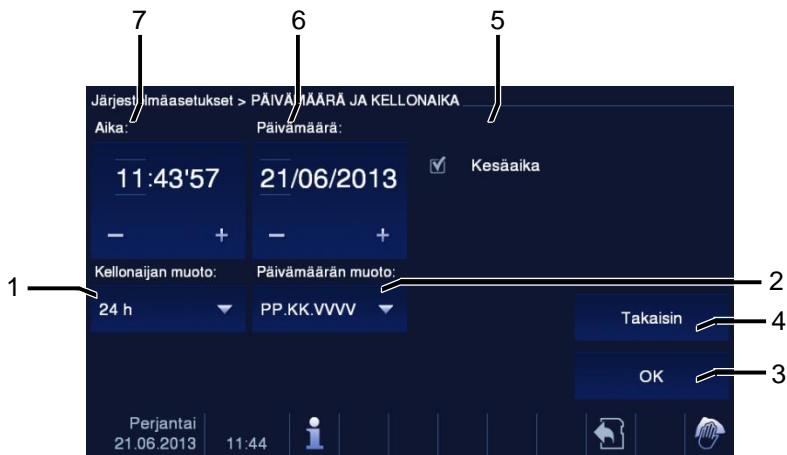 7 6 5
Järjestelmäasetukset > PÄIVÄMÄÄRÄ JA KELLONAIKA
Aika: Päivämäärä:
11:43'57 21/06/2013 Kesäaika
− + − +
Kellonaijan muoto: Päivämäärän muoto:
1 2
24 h PP.KK.VVVV
Takaisin 4
OK 3
Perjantai
21.06.2013 11:44